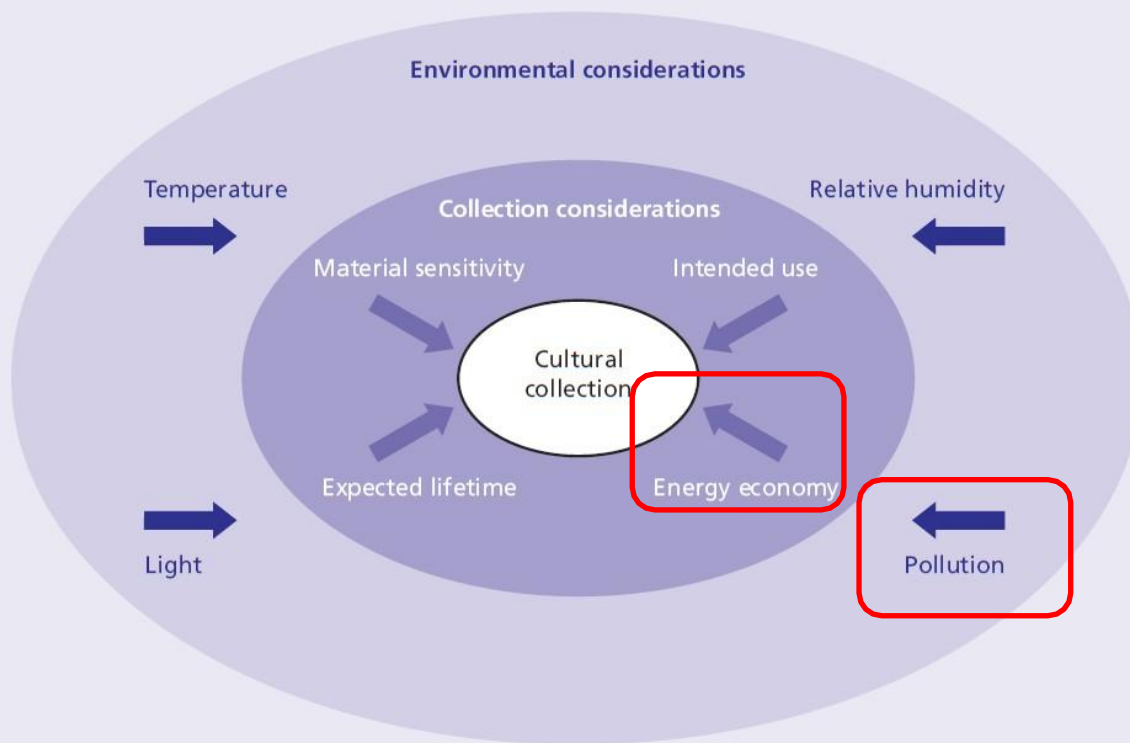 Environmental considerations
Temperature
Relative humidity
Collection considerations
Material sensitivity
Intended use
Cultural
collection
Expected lifetime
Energy economy
Light
Pollution